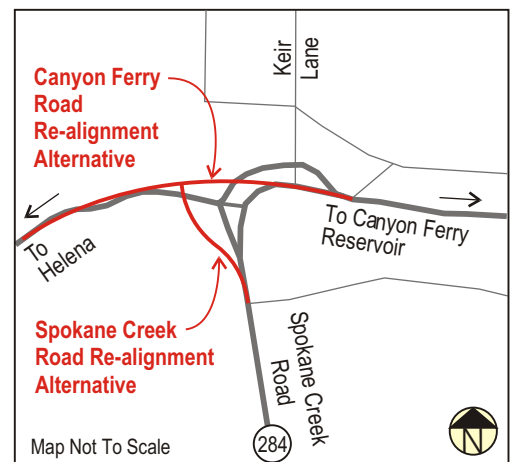 Keir
Lane
Canyon Ferry
Road
Re-alignment
Alternative
To
Helena
To Canyon Ferry
Reservoir
Spokane Creek
Road Re-alignment
Alternative
Spokane Creek
Road
284
Map Not To Scale
N